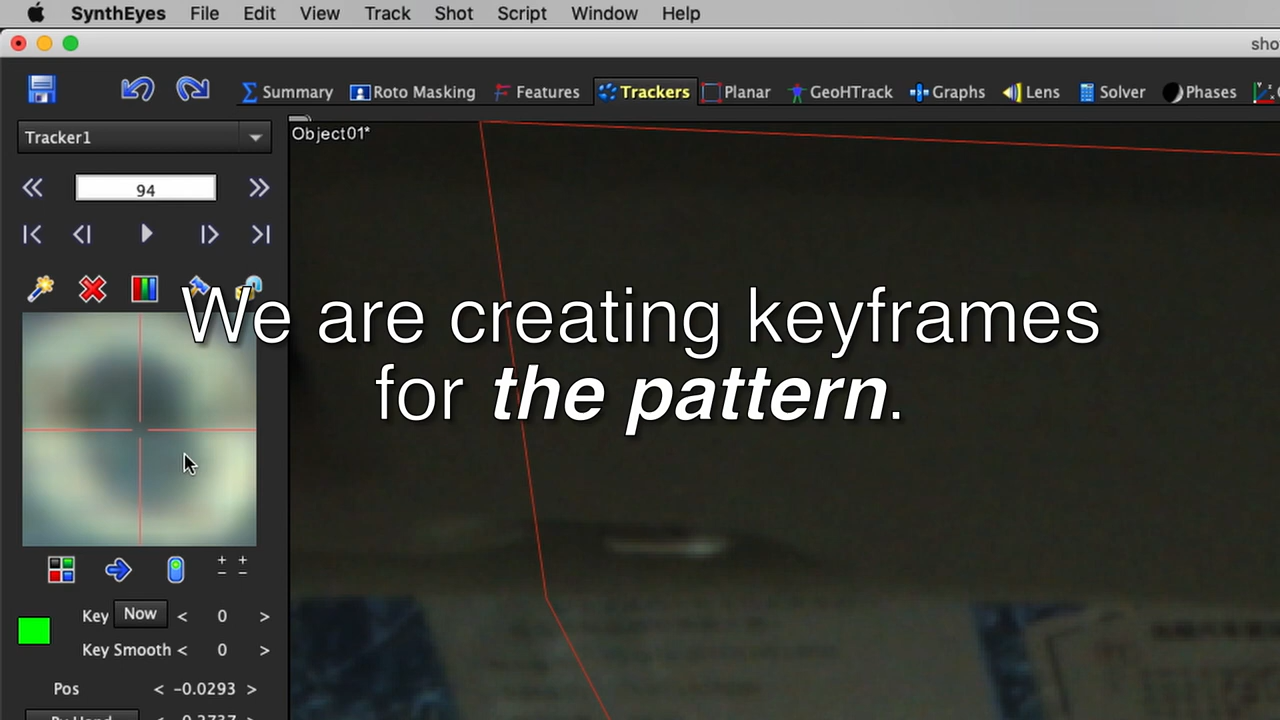 SynthEyes File Edit View Track Shot Script Window Help
sho
Summary Roto Masking Features Trackers Planar GeoHTrack Graphs Lens Solver Phases
Tracker1
Object01*
94
We are creating keyframes
for the pattern.
Key Now < 0 >
Key Smooth < 0 >
Pos < -0.0293 >